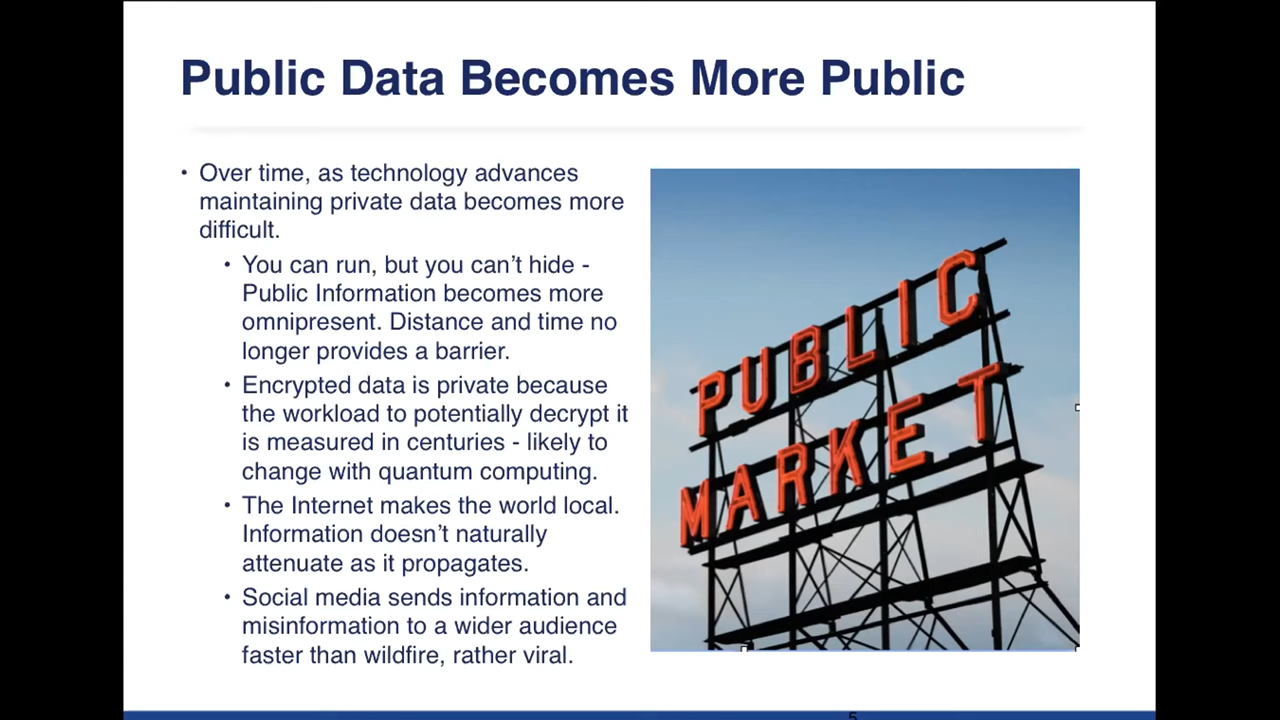 Public Data Becomes More Public
• Over time, as technology advances
maintaining private data becomes more
difficult.
• You can run, but you can't hide -
Public Information becomes more
omnipresent. Distance and time no
longer provides a barrier.
• Encrypted data is private because
the workload to potentially decrypt it
is measured in centuries - likely to
change with quantum computing.
• The Internet makes the world local.
Information doesn't naturally
attenuate as it propagates.
• Social media sends information and
misinformation to a wider audience
faster than wildfire, rather viral.
PUBLIC
MARKET
5